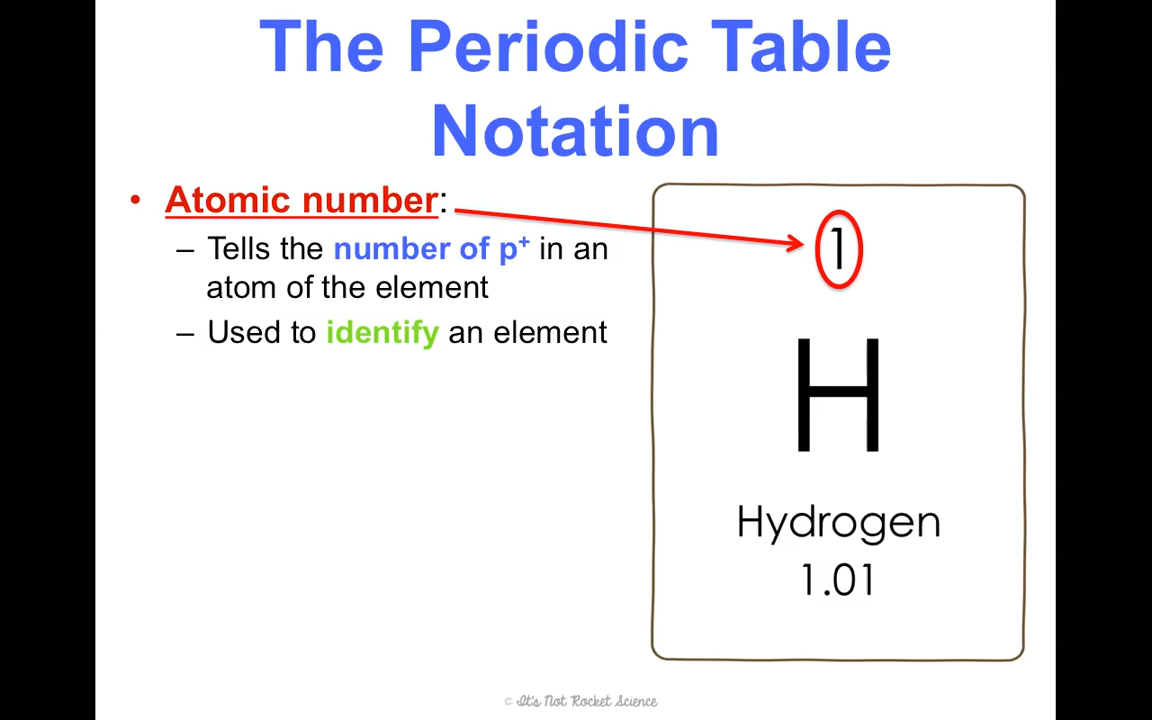 The Periodic Table
Notation
• Atomic number:
– Tells the number of p⁺ in an
atom of the element
– Used to identify an element
1
H
Hydrogen
1.01
© It's Not Rocket Science